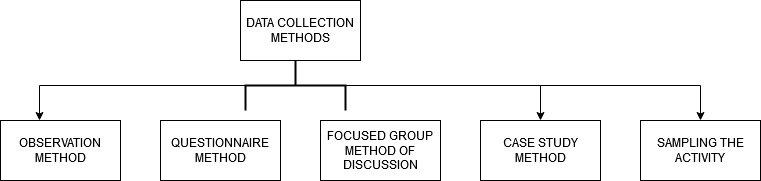 DATA COLLECTION
METHODS
OBSERVATION
METHOD
QUESTIONNAIRE
METHOD
FOCUSED GROUP
METHOD OF
DISCUSSION
CASE STUDY
METHOD
SAMPLING THE
ACTIVITY